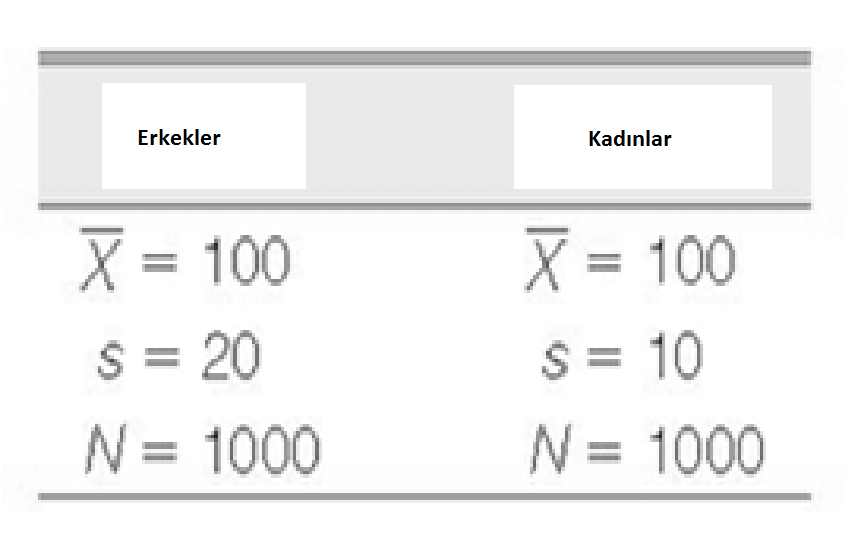 Erkekler Kadınlar
X̅ = 100 X̅ = 100
s = 20 s = 10
N = 1000 N = 1000